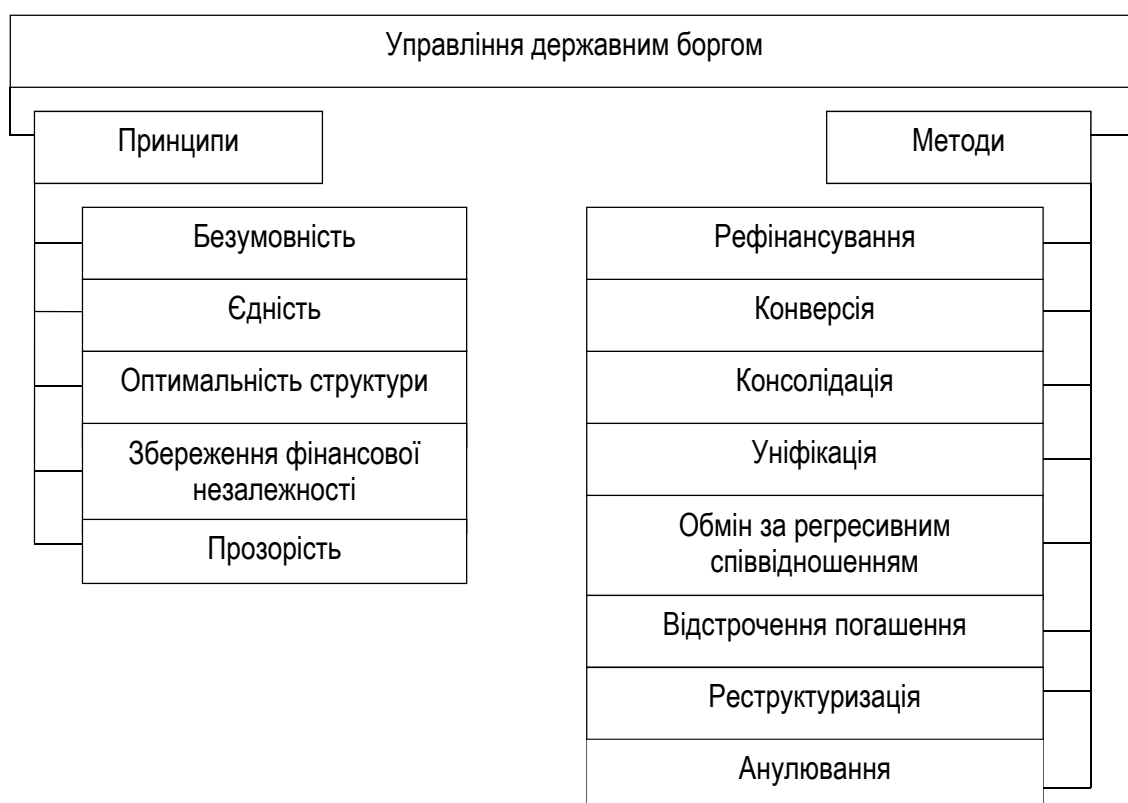 Управління державним боргом
Принципи
Методи
Безумовність
Єдність
Оптимальність структури
Збереження фінансової
незалежності
Прозорість
Рефінансування
Конверсія
Консолідація
Уніфікація
Обмін за регресивним
співвідношенням
Відстрочення погашення
Реструктуризація
Анулювання